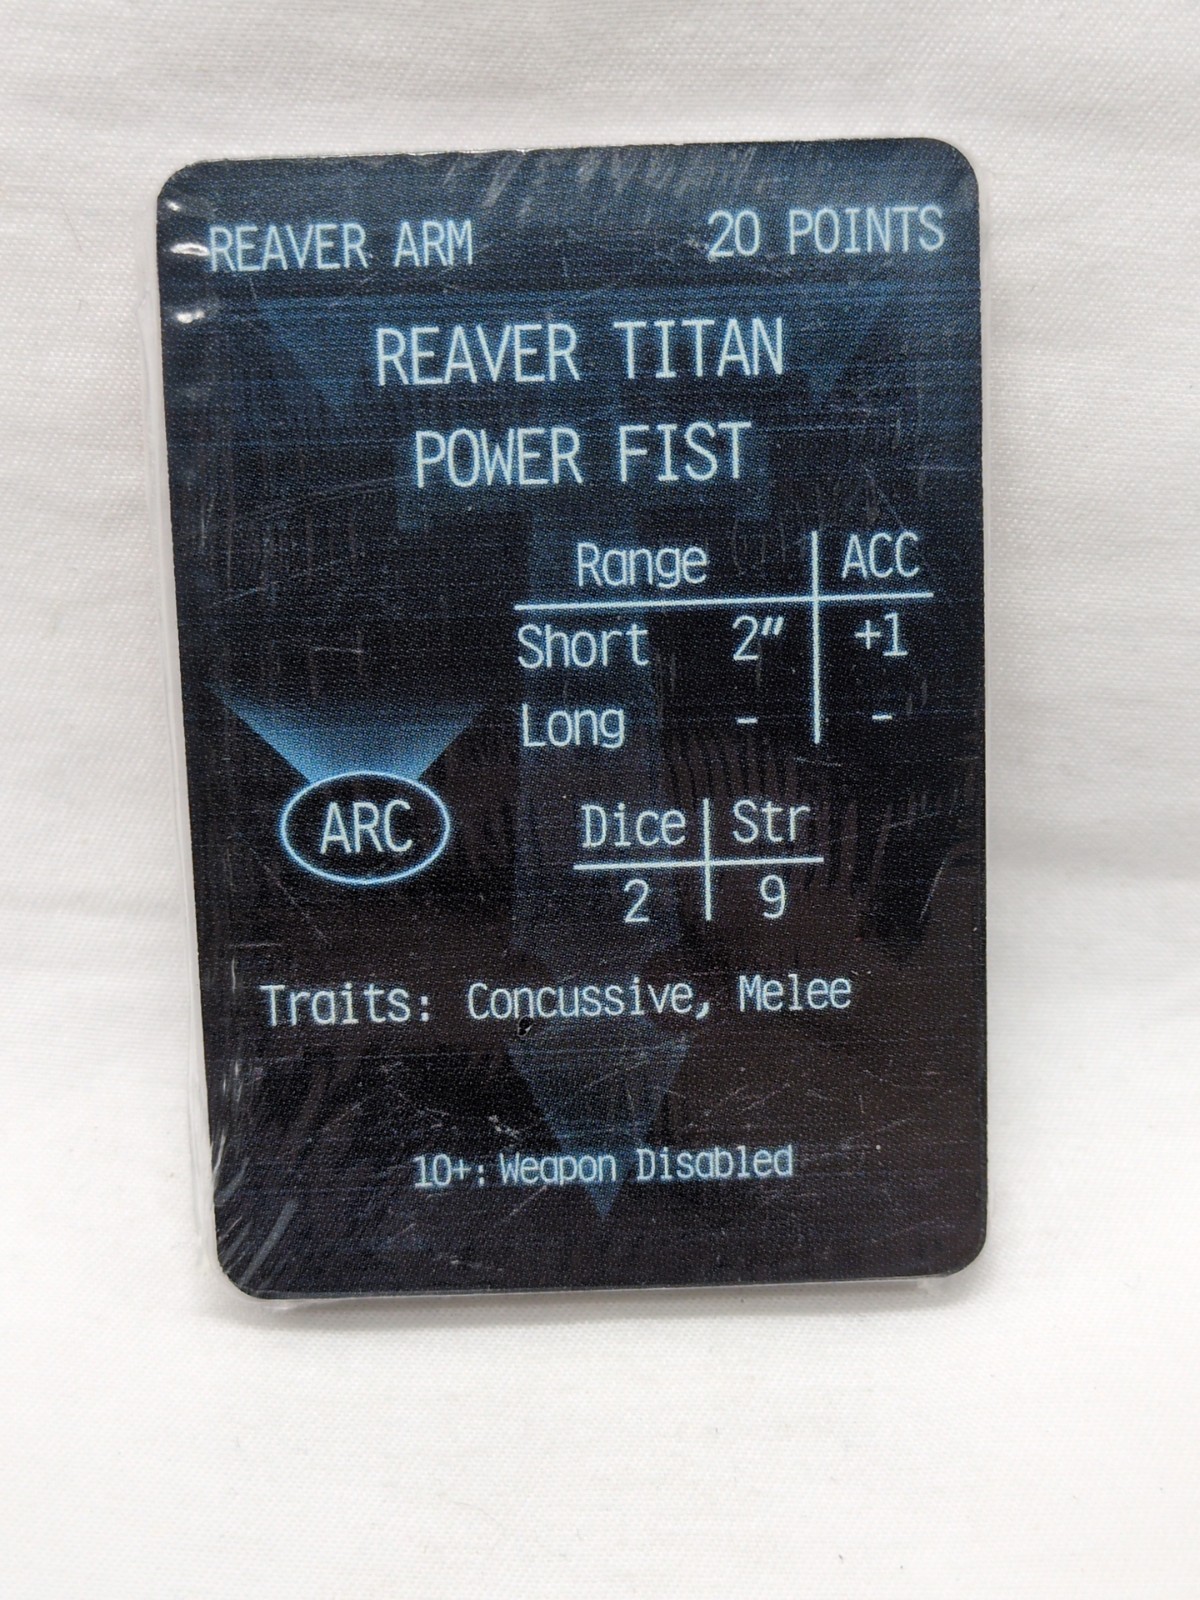 REAVER ARM 20 POINTS
REAVER TITAN
POWER FIST
Range ACC
Short 2" +1
Long - -
ARC
Dice Str
2 9
Traits: Concussive, Melee
10+: Weapon Disabled